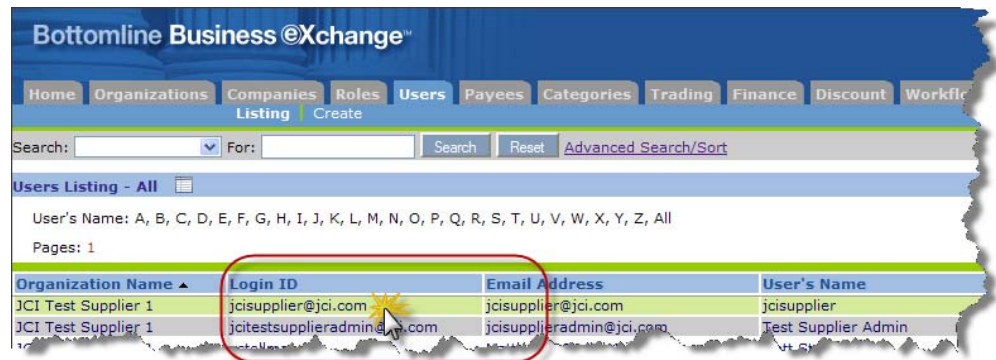 Bottomline Business eXchange™
Home Organizations Companies Roles Users Payees Categories Trading Finance Discount
Listing Create
Search: For: Search Reset Advanced Search/Sort
Users Listing - All
User's Name: A, B, C, D, E, F, G, H, I, J, K, L, M, N, O, P, Q, R, S, T, U, V, W, X, Y, Z, All
Pages: 1
Organization Name Login ID Email Address User's Name
JCI Test Supplier 1 jcisupplier@jci.com jcisupplier@jci.com jcisupplier
JCI Test Supplier 1 jcisupplieradmin@jci.com Test Supplier Admin